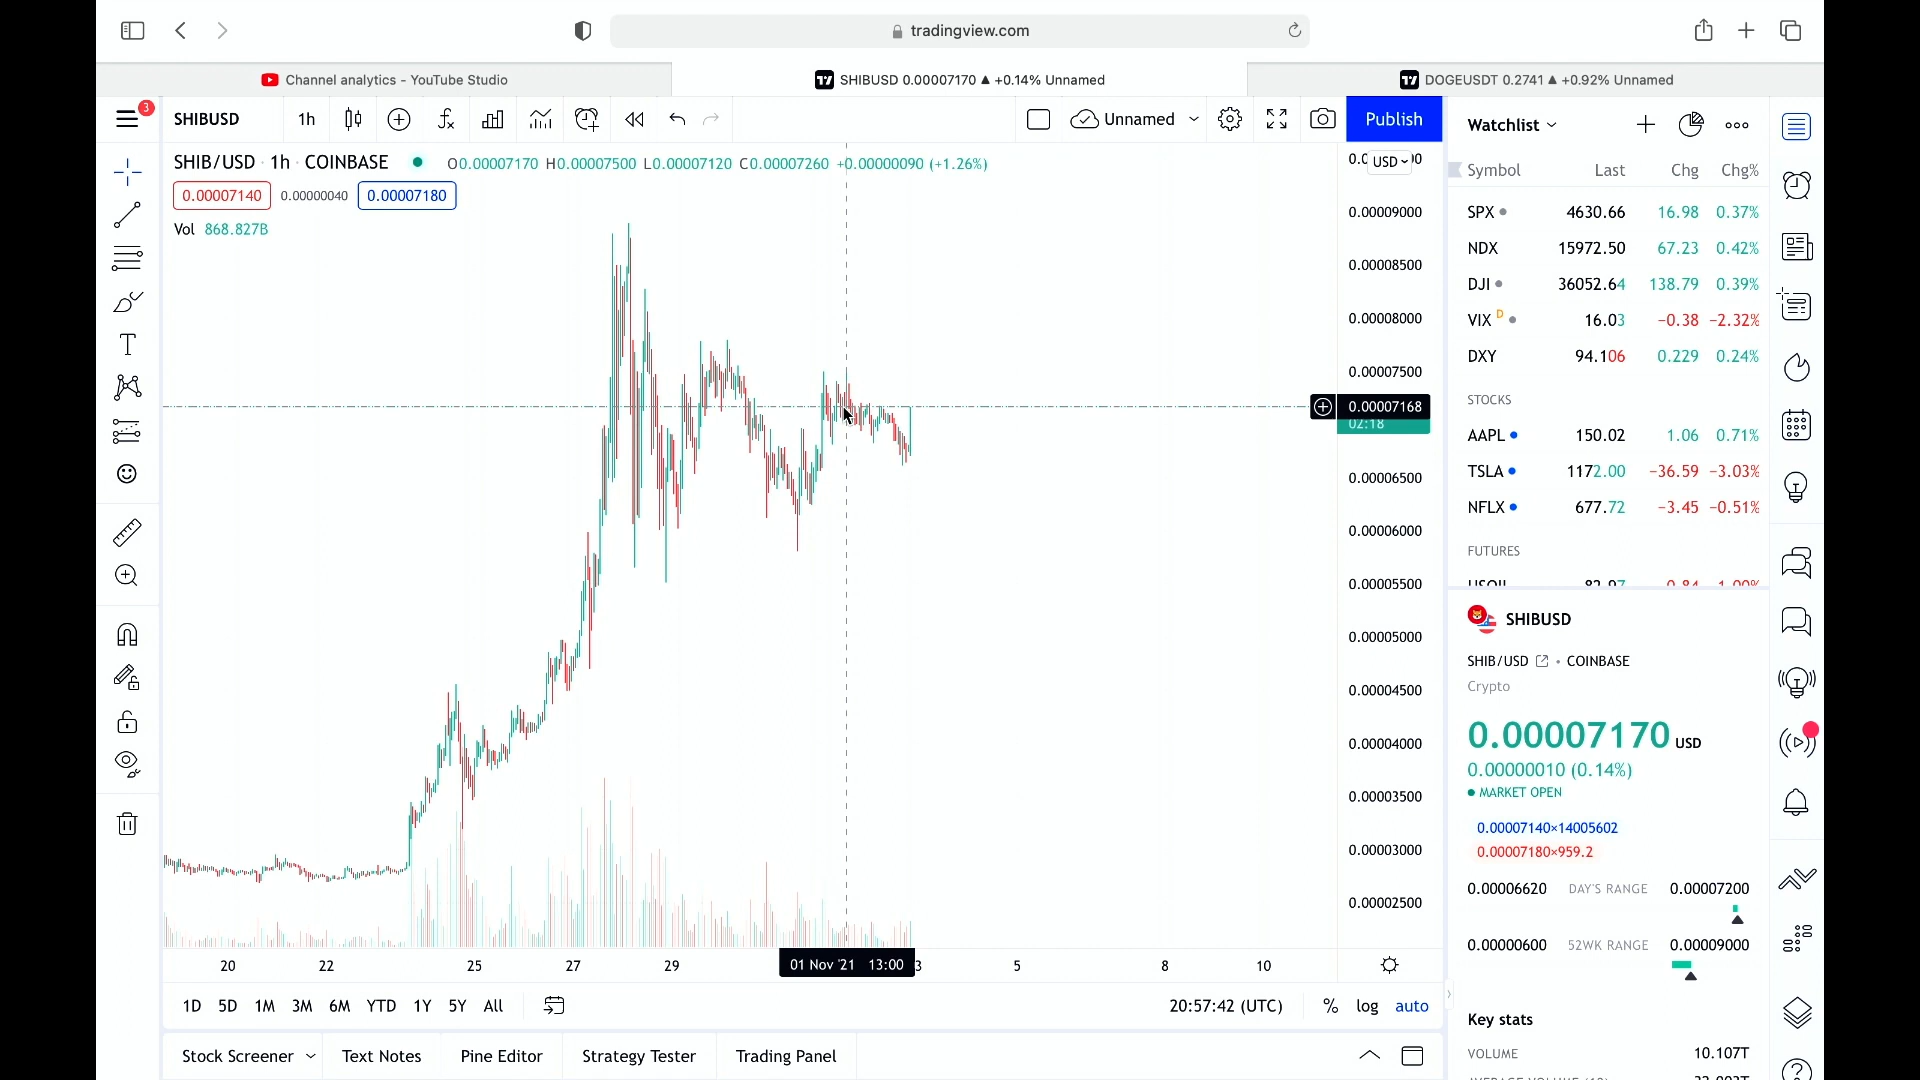 tradingview.com
Channel analytics - YouTube Studio
SHIBUSD 0.00007170 ▲ +0.14% Unnamed
DOGEUSDT 0.2741 ▲ +0.92% Unnamed
3
SHIBUSD
1h
Unnamed
Publish
SHIB/USD · 1h · COINBASE
O0.00007170 H0.00007500 L0.00007120 C0.00007260 +0.00000090 (+1.26%)
0.00007140
0.00000040
0.00007180
Vol 868.827B
USD
0.00009000
0.00008500
0.00008000
0.00007500
0.00007168
02:18
0.00006500
0.00006000
0.00005500
0.00005000
0.00004500
0.00004000
0.00003500
0.00003000
0.00002500
20
22
25
27
29
01 Nov '21 13:00
3
5
8
10
1D 5D 1M 3M 6M YTD 1Y 5Y All
20:57:42 (UTC)
% log auto
Stock Screener
Text Notes
Pine Editor
Strategy Tester
Trading Panel
Watchlist
Symbol Last Chg Chg%
SPX 4630.66 16.98 0.37%
NDX 15972.50 67.23 0.42%
DJI 36052.64 138.79 0.39%
VIX D 16.03 −0.38 −2.32%
DXY 94.106 0.229 0.24%
STOCKS
AAPL 150.02 1.06 0.71%
TSLA 1172.00 −36.59 −3.03%
NFLX 677.72 −3.45 −0.51%
FUTURES
SHIBUSD
SHIB/USD · COINBASE
Crypto
0.00007170 USD
0.00000010 (0.14%)
MARKET OPEN
0.00007140×14005602
0.00007180×959.2
0.00006620 DAY'S RANGE 0.00007200
0.00000600 52WK RANGE 0.00009000
Key stats
VOLUME 10.107T